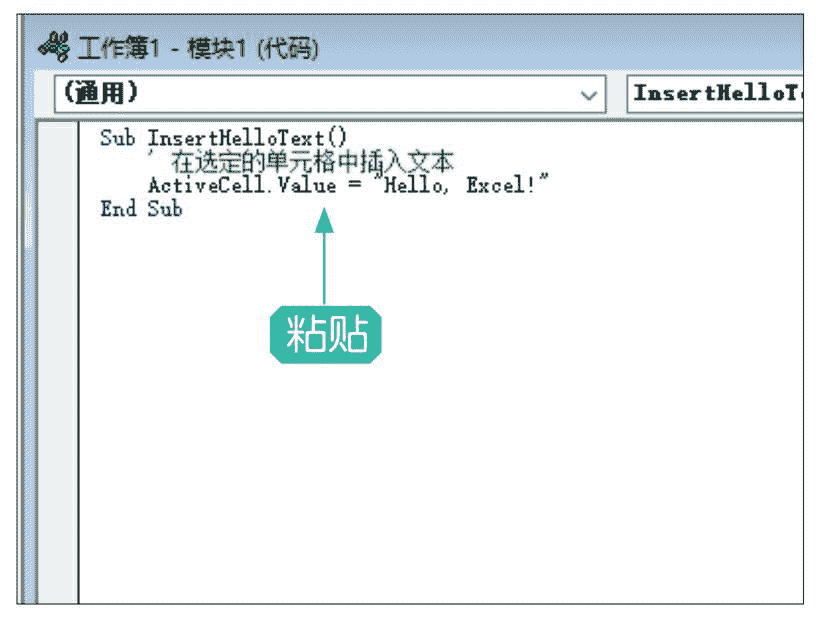 工作簿1 - 模块1 (代码)
(通用)
InsertHelloT
Sub InsertHelloText()
' 在选定的单元格中插入文本
ActiveCell.Value = "Hello, Excel!"
End Sub
粘贴